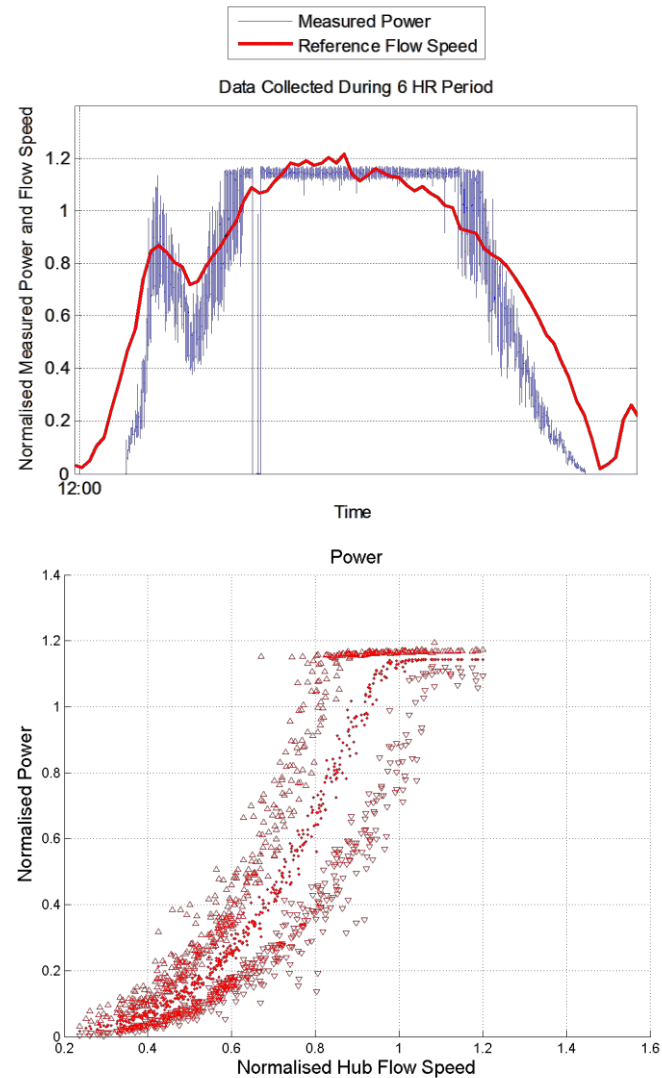 Measured Power
Reference Flow Speed
Data Collected During 6 HR Period
Normalised Measured Power and Flow Speed
1.2
1
0.8
0.6
0.4
0.2
0
12:00
Time
Power
Normalised Power
1.4
1.2
1
0.8
0.6
0.4
0.2
0
0.2 0.4 0.6 0.8 1 1.2 1.4 1.6
Normalised Hub Flow Speed